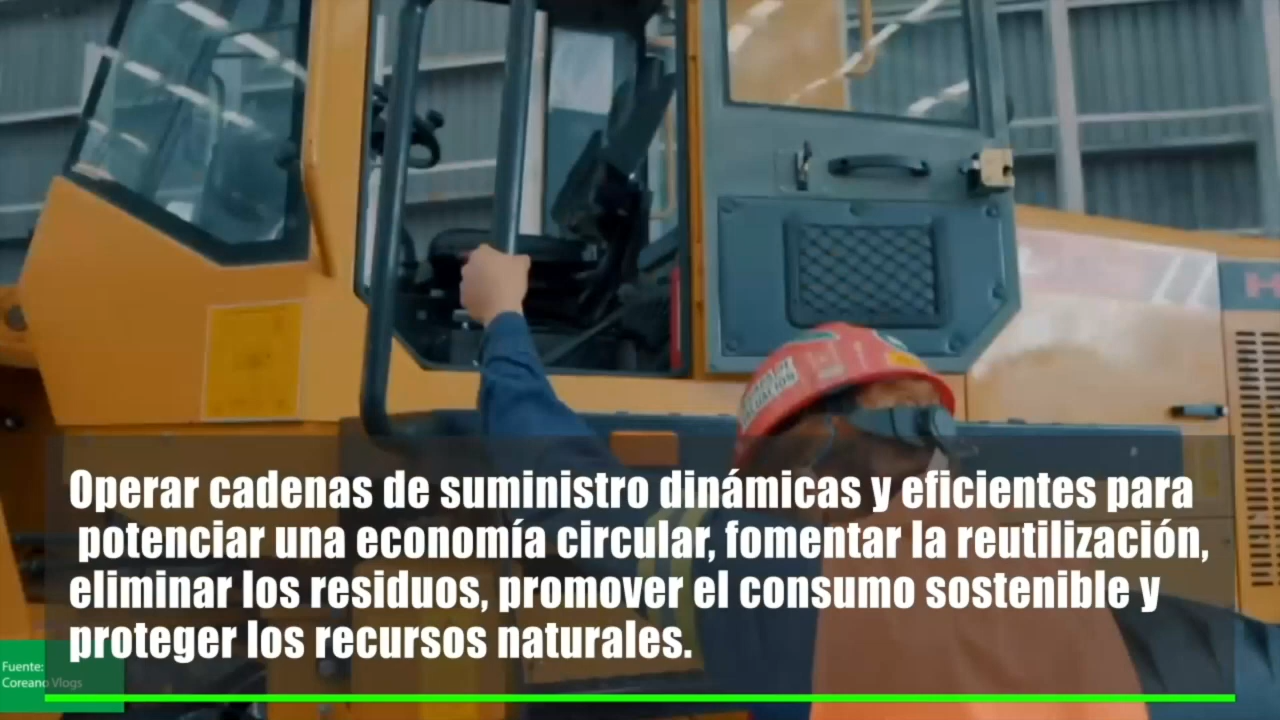 Operar cadenas de suministro dinámicas y eficientes para
potenciar una economía circular, fomentar la reutilización,
eliminar los residuos, promover el consumo sostenible y
proteger los recursos naturales.
Fuente:
Coreano Vlogs